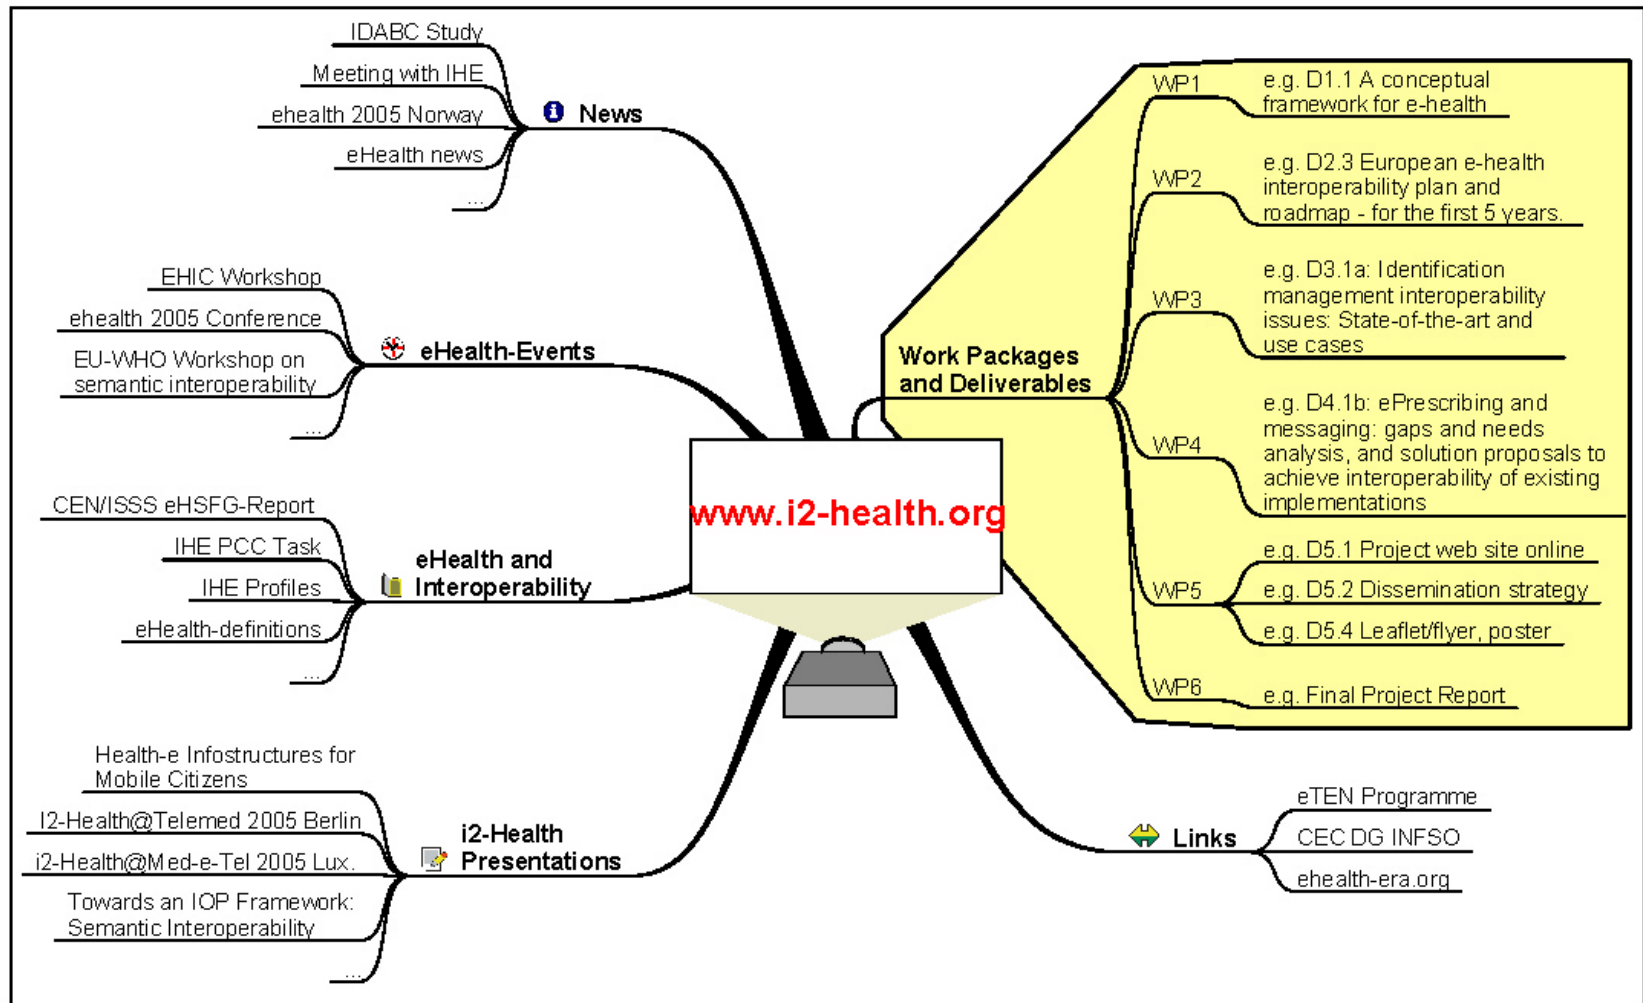 IDABC Study
Meeting with IHE
ehealth 2005 Norway
eHealth news
...
News
EHIC Workshop
ehealth 2005 Conference
EU-WHO Workshop on
semantic interoperability
...
eHealth-Events
CEN/ISSS eHSFG-Report
IHE PCC Task
IHE Profiles
eHealth-definitions
...
eHealth and
Interoperability
Health-e Infostructures for
Mobile Citizens
I2-Health@Telemed 2005 Berlin
i2-Health@Med-e-Tel 2005 Lux.
Towards an IOP Framework:
Semantic Interoperability
...
i2-Health
Presentations
www.i2-health.org
Work Packages
and Deliverables
WP1
e.g. D1.1 A conceptual
framework for e-health
WP2
e.g. D2.3 European e-health
interoperability plan and
roadmap - for the first 5 years.
WP3
e.g. D3.1a: Identification
management interoperability
issues: State-of-the-art and
use cases
WP4
e.g. D4.1b: ePrescribing and
messaging: gaps and needs
analysis, and solution proposals to
achieve interoperability of existing
implementations
WP5
e.g. D5.1 Project web site online
e.g. D5.2 Dissemination strategy
e.g. D5.4 Leaflet/flyer, poster
WP6
e.g. Final Project Report
Links
eTEN Programme
CEC DG INFSO
ehealth-era.org